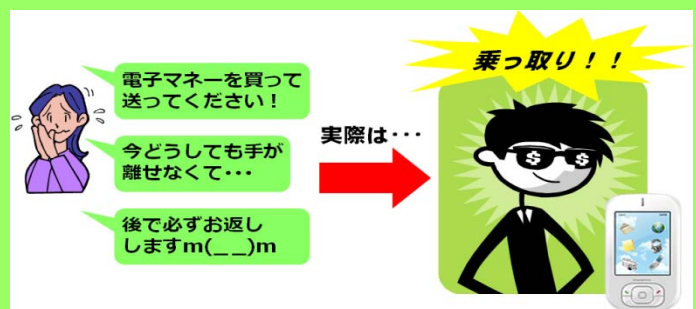 電子マネーを買って
送ってください！
今どうしても手が
離せなくて・・・
後で必ずお返し
しますm(_ _)m
実際は・・・
乗っ取り！！
$ $